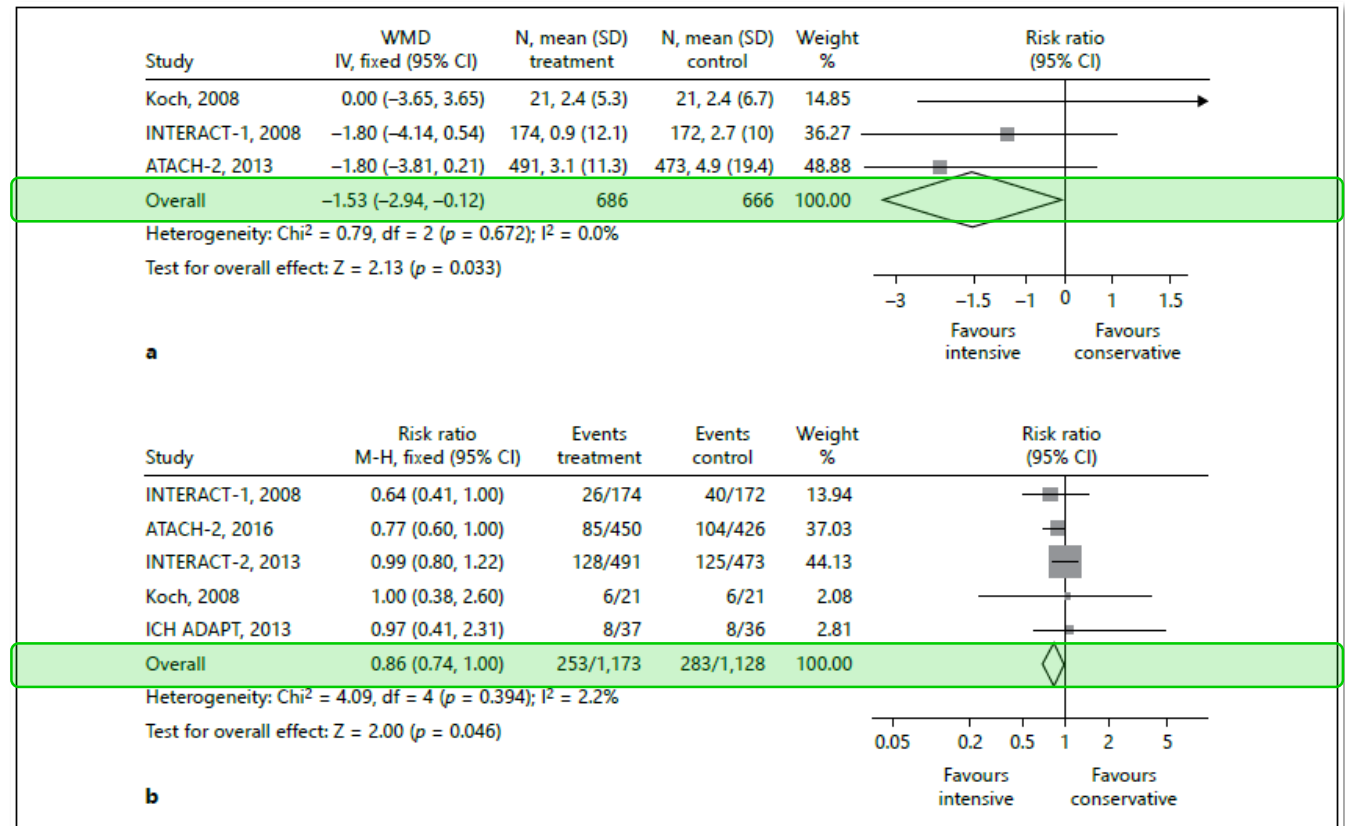 WMD N, mean (SD) N, mean (SD) Weight Risk ratio
Study IV, fixed (95% CI) treatment control % (95% CI)
Koch, 2008 0.00 (–3.65, 3.65) 21, 2.4 (5.3) 21, 2.4 (6.7) 14.85
INTERACT-1, 2008 –1.80 (–4.14, 0.54) 174, 0.9 (12.1) 172, 2.7 (10) 36.27
ATACH-2, 2013 –1.80 (–3.81, 0.21) 491, 3.1 (11.3) 473, 4.9 (19.4) 48.88
Overall –1.53 (–2.94, –0.12) 686 666 100.00
Heterogeneity: Chi² = 0.79, df = 2 (p = 0.672); I² = 0.0%
Test for overall effect: Z = 2.13 (p = 0.033)
–3 –1.5 –1 0 1 1.5
Favours Favours
intensive conservative
a
Risk ratio Events Events Weight Risk ratio
Study M-H, fixed (95% CI) treatment control % (95% CI)
INTERACT-1, 2008 0.64 (0.41, 1.00) 26/174 40/172 13.94
ATACH-2, 2016 0.77 (0.60, 1.00) 85/450 104/426 37.03
INTERACT-2, 2013 0.99 (0.80, 1.22) 128/491 125/473 44.13
Koch, 2008 1.00 (0.38, 2.60) 6/21 6/21 2.08
ICH ADAPT, 2013 0.97 (0.41, 2.31) 8/37 8/36 2.81
Overall 0.86 (0.74, 1.00) 253/1,173 283/1,128 100.00
Heterogeneity: Chi² = 4.09, df = 4 (p = 0.394); I² = 2.2%
Test for overall effect: Z = 2.00 (p = 0.046)
0.05 0.2 0.5 1 2 5
Favours Favours
intensive conservative
b